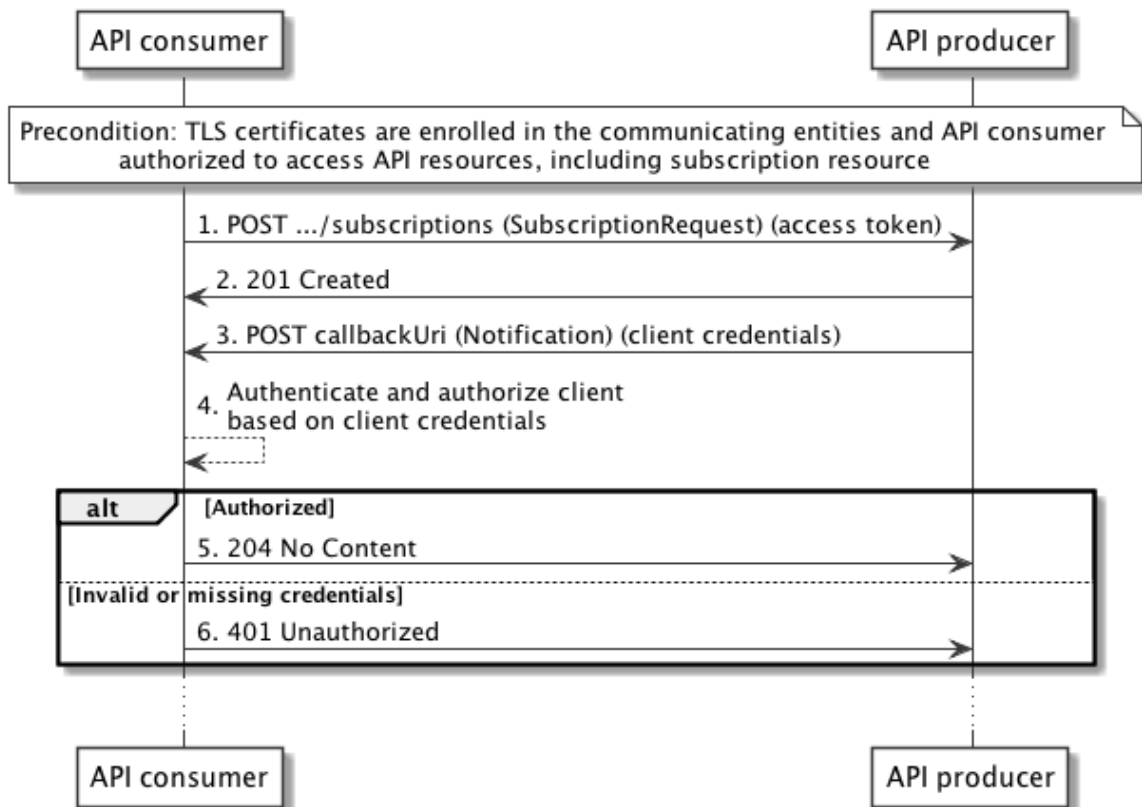 API consumer
API producer
Precondition: TLS certificates are enrolled in the communicating entities and API consumer
authorized to access API resources, including subscription resource
1. POST .../subscriptions (SubscriptionRequest) (access token)
2. 201 Created
3. POST callbackUri (Notification) (client credentials)
4. Authenticate and authorize client
based on client credentials
alt [Authorized]
5. 204 No Content
[Invalid or missing credentials]
6. 401 Unauthorized
API consumer
API producer